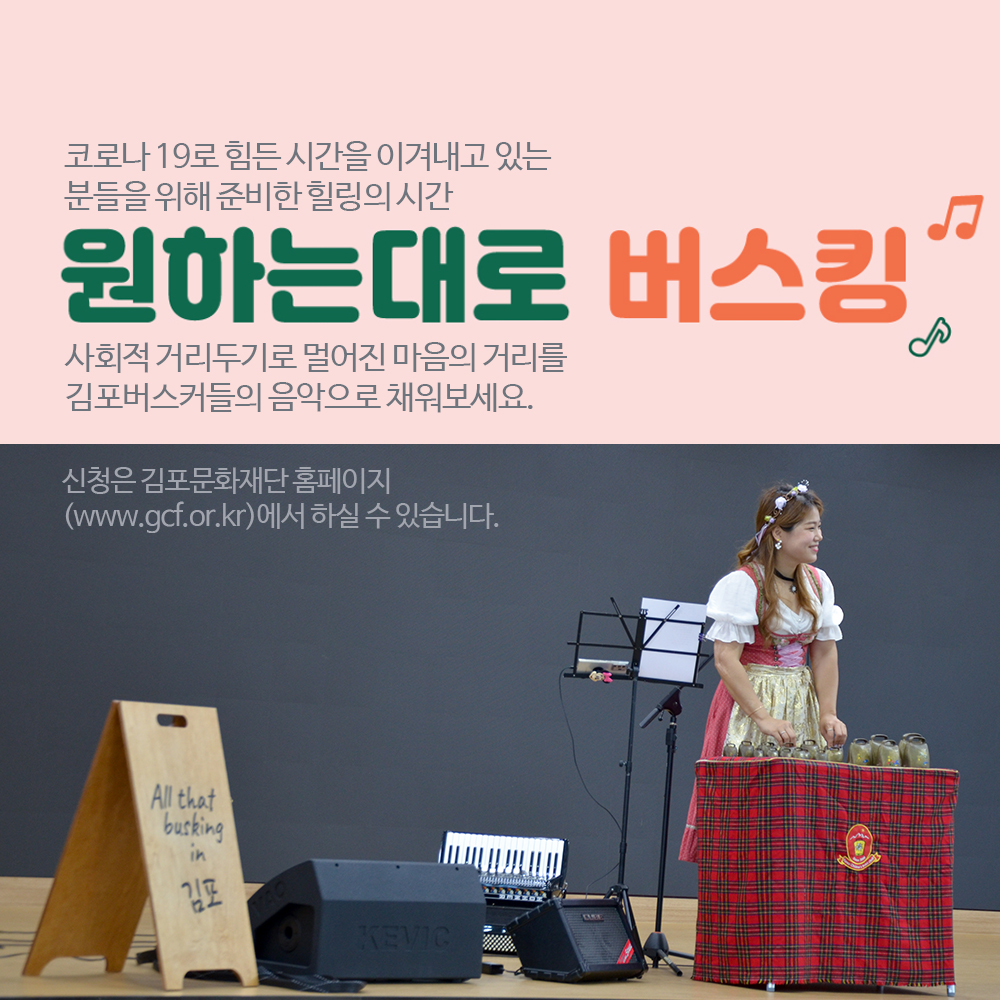 코로나 19로 힘든 시간을 이겨내고 있는
분들을 위해 준비한 힐링의 시간
원하는대로 버스킹
사회적 거리두기로 멀어진 마음의 거리를
김포버스커들의 음악으로 채워보세요.
신청은 김포문화재단 홈페이지
(www.gcf.or.kr)에서 하실 수 있습니다.
All that
busking
in
김포
KEVIC